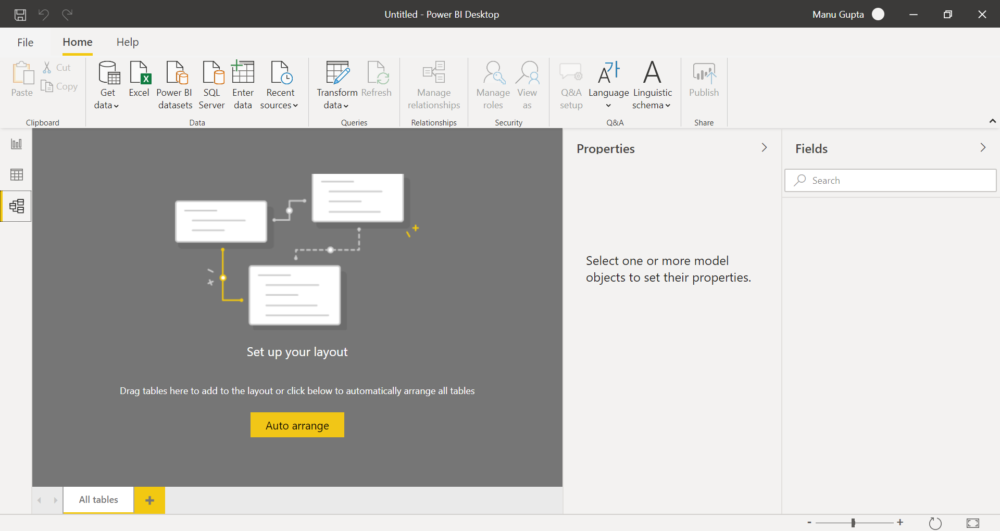 Untitled - Power BI Desktop
Manu Gupta
File
Home
Help
Paste
Cut
Copy
Clipboard
Get
data
Excel
Power BI
datasets
SQL
Server
Enter
data
Recent
sources
Data
Transform
data
Refresh
Queries
Manage
relationships
Relationships
Manage
roles
View
as
Security
Q&A
setup
Language
Linguistic
schema
Q&A
Publish
Share
Set up your layout
Drag tables here to add to the layout or click below to automatically arrange all tables
Auto arrange
Properties
Select one or more model
objects to set their properties.
Fields
Search
All tables